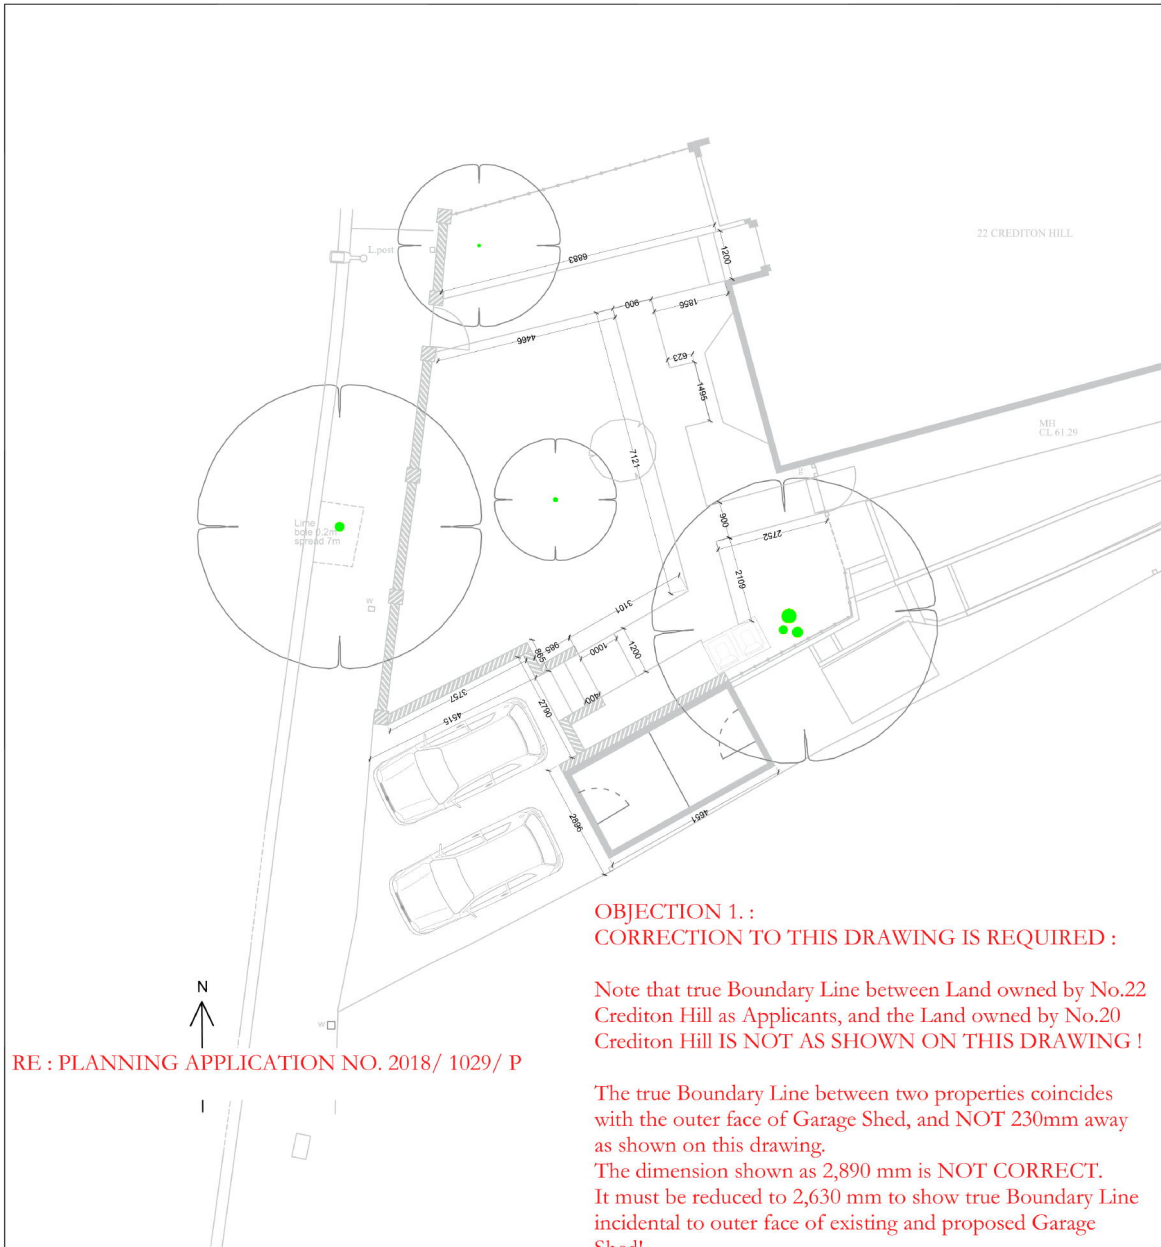 22 CREDITON HILL
L.post
6883
1200
900
1856
4466
623
1495
MH
CL 61.29
7121
Lime
bole 0.2m
spread 7m
900
2752
2109
w
3101
985
865
1000
1200
3757
4515
2790
400
2896
4651
OBJECTION 1. :
CORRECTION TO THIS DRAWING IS REQUIRED :
Note that true Boundary Line between Land owned by No.22
Crediton Hill as Applicants, and the Land owned by No.20
Crediton Hill IS NOT AS SHOWN ON THIS DRAWING !
N
w
RE : PLANNING APPLICATION NO. 2018/ 1029/ P
The true Boundary Line between two properties coincides
with the outer face of Garage Shed, and NOT 230mm away
as shown on this drawing.
The dimension shown as 2,890 mm is NOT CORRECT.
It must be reduced to 2,630 mm to show true Boundary Line
incidental to outer face of existing and proposed Garage
Shed!